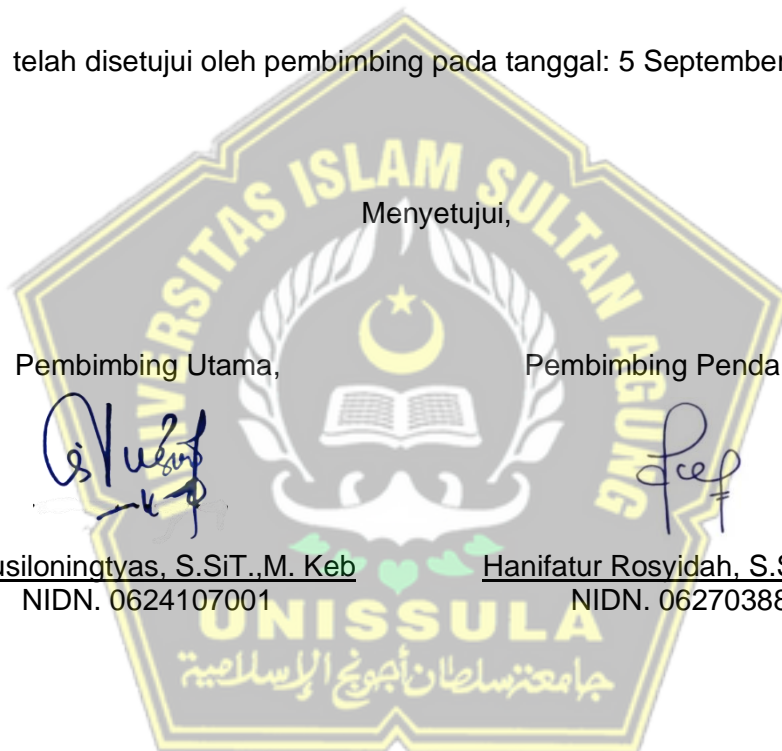 telah disetujui oleh pembimbing pada tanggal: 5 September
UNIVERSITAS ISLAM SULTAN AGUNG
Menyetujui,
Pembimbing Utama, Pembimbing Penda
usiloningtyas, S.SiT.,M. Keb Hanifatur Rosyidah, S.S
NIDN. 0624107001 NIDN. 06270388
UNISSULA
جامعة سلطان أجونج الإسلامية